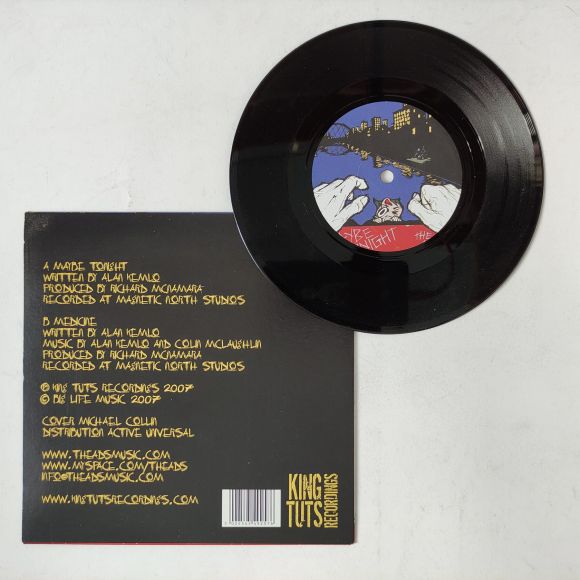 A MAYBE TONIGHT
WRITTEN BY ALAN KEMLO
PRODUCED BY RICHARD MCNAMARA
RECORDED AT MAGNETIC NORTH STUDIOS
B MEDICINE
WRITTEN BY ALAN KEMLO
MUSIC BY ALAN KEMLO AND COLIN MCLAUGHLIN
PRODUCED BY RICHARD MCNAMARA
RECORDED AT MAGNETIC NORTH STUDIOS
℗ KING TUTS RECORDINGS 2007
© BIG LIFE MUSIC 2007
COVER MICHAEL COLLIN
DISTRIBUTION ACTIVE UNIVERSAL
WWW.THEADSMUSIC.COM
WWW.MYSPACE.COM/THEADS
INFO@THEADSMUSIC.COM
WWW.KINGTUTSRECORDINGS.COM
KING
TUTS
RECORDINGS
YBE
NIGHT
THE